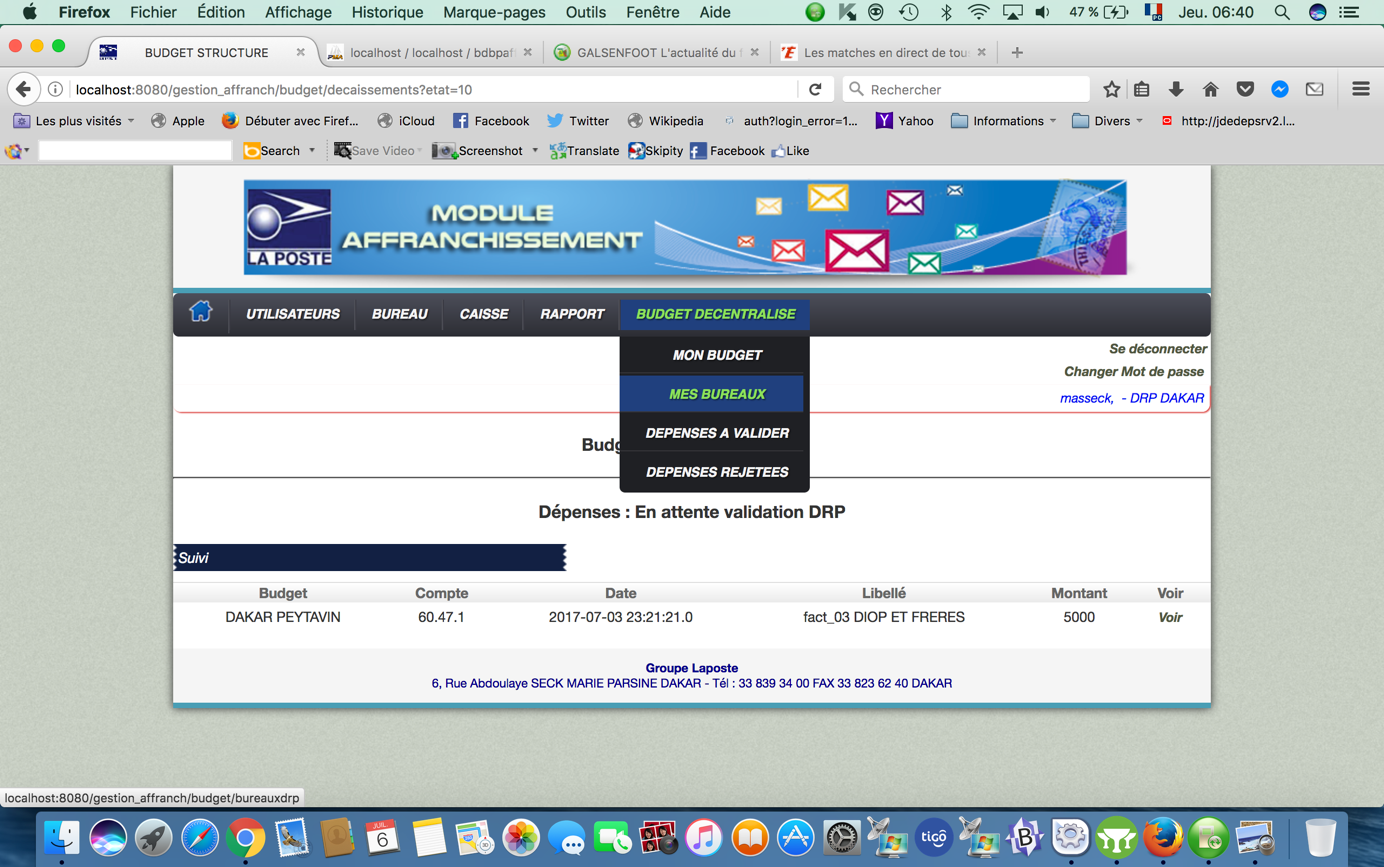 Firefox Fichier Édition Affichage Historique Marque-pages Outils Fenêtre Aide 47 % Jeu. 06:40
BUDGET STRUCTURE localhost / localhost / bdbpaf GALSENFOOT L'actualité du f Les matches en direct de tous
localhost:8080/gestion_affranch/budget/decaissements?etat=10 Rechercher
Les plus visités Apple Débuter avec Firef... iCloud Facebook Twitter Wikipedia auth?login_error=1... Yahoo Informations Divers http://jdedepsrv2.l...
Search Save Video Screenshot Translate Skipity Facebook Like
LA POSTE
MODULE
AFFRANCHISSEMENT
UTILISATEURS BUREAU CAISSE RAPPORT BUDGET DECENTRALISE
MON BUDGET
MES BUREAUX
DEPENSES A VALIDER
DEPENSES REJETEES
Se déconnecter
Changer Mot de passe
masseck, - DRP DAKAR
Budg
Dépenses : En attente validation DRP
Suivi
Budget Compte Date Libellé Montant Voir
DAKAR PEYTAVIN 60.47.1 2017-07-03 23:21:21.0 fact_03 DIOP ET FRERES 5000 Voir
Groupe Laposte
6, Rue Abdoulaye SECK MARIE PARSINE DAKAR - Tél : 33 839 34 00 FAX 33 823 62 40 DAKAR
localhost:8080/gestion_affranch/budget/bureauxdrp
JUIL.
6
tigo
B